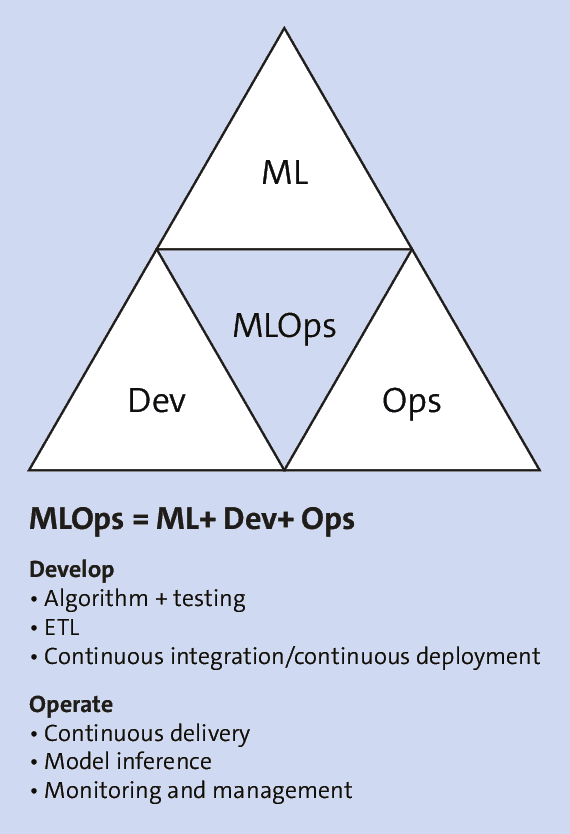 ML
MLOps
Dev
Ops
MLOps = ML+ Dev+ Ops
Develop
• Algorithm + testing
• ETL
• Continuous integration/continuous deployment
Operate
• Continuous delivery
• Model inference
• Monitoring and management